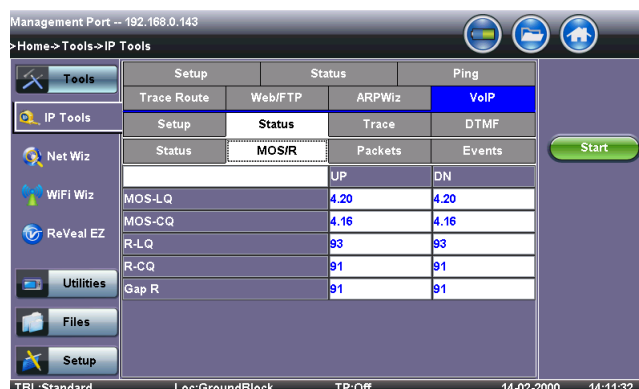 Management Port -- 192.168.0.143
>Home->Tools->IP Tools
Tools
IP Tools
Net Wiz
WiFi Wiz
ReVeal EZ
Utilities
Files
Setup
Setup Status Ping
Trace Route Web/FTP ARPWiz VoIP
Setup Status Trace DTMF
Status MOS/R Packets Events
UP DN
MOS-LQ 4.20 4.20
MOS-CQ 4.16 4.16
R-LQ 93 93
R-CQ 91 91
Gap R 91 91
Start
TBL:Standard Loc:GroundBlock TP:Off 14-02-2000 14:11:32